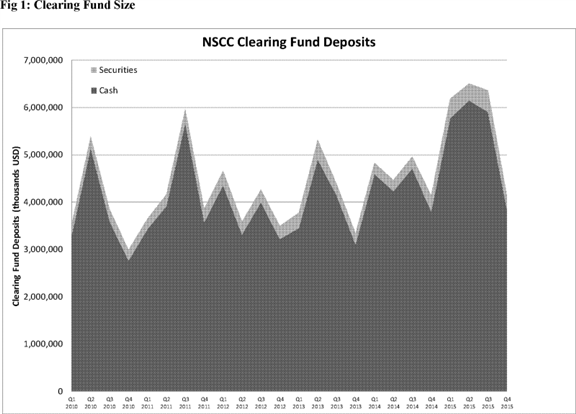 Fig 1: Clearing Fund Size
NSCC Clearing Fund Deposits
7,000,000
6,000,000
5,000,000
4,000,000
3,000,000
2,000,000
1,000,000
0
Clearing Fund Deposits (thousands USD)
Securities
Cash
Q1 Q2 Q3 Q4 Q1 Q2 Q3 Q4 Q1 Q2 Q3 Q4 Q1 Q2 Q3 Q4 Q1 Q2 Q3 Q4 Q1 Q2 Q3 Q4
2010 2010 2010 2010 2011 2011 2011 2011 2012 2012 2012 2012 2013 2013 2013 2013 2014 2014 2014 2014 2015 2015 2015 2015